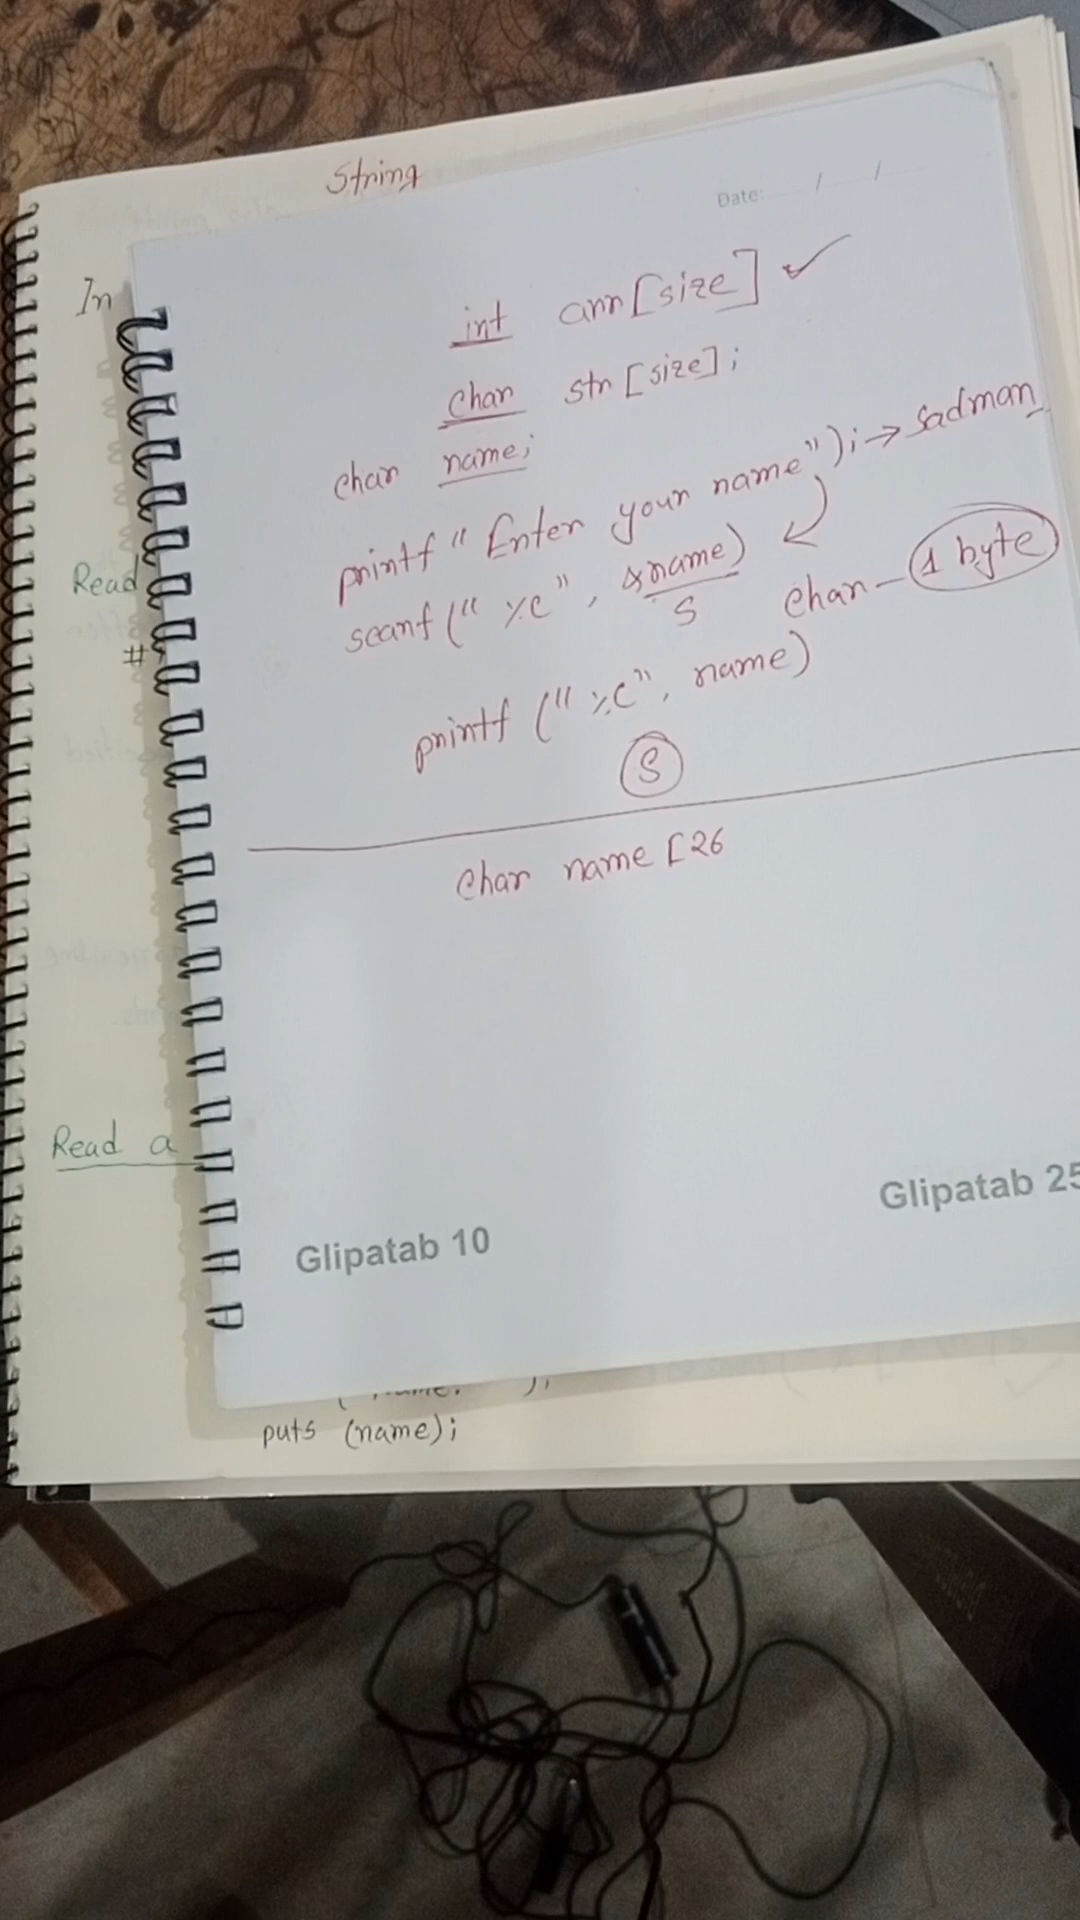 String
Date: / /
In
int arr[size] ✓
char str[size];
char name;
printf " Enter your name"); → Sadman
scanf (" %c", &name)
S
char - 1 byte
Read
#
printf (" %c", name)
S
char name [26
Read a
Glipatab 25
Glipatab 10
puts (name);